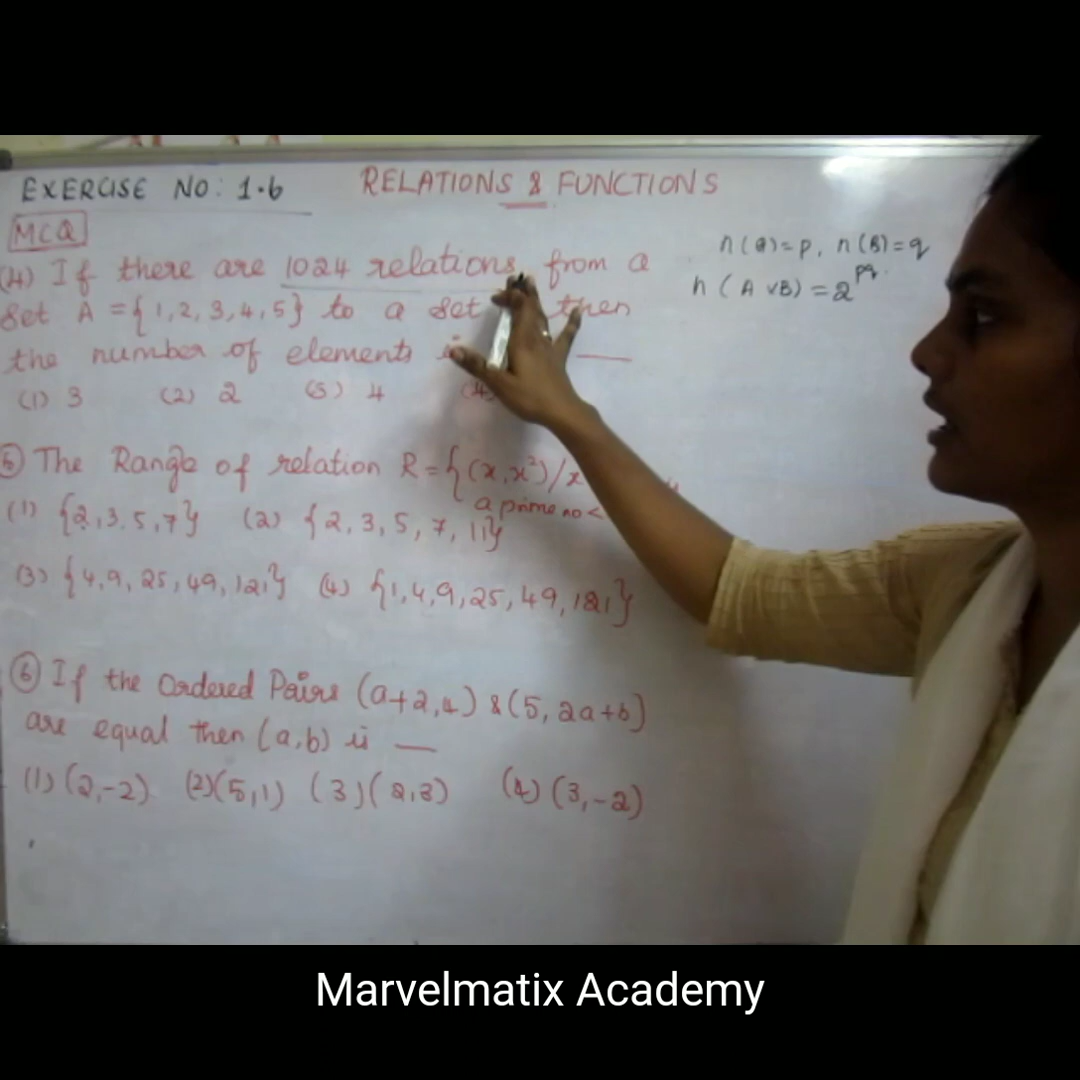 EXERCISE NO: 1.6 RELATIONS & FUNCTIONS
MCQ
n(A)=p, n(B)=q
n(A∪B)=2^pq.
(4) If there are 1024 relations from a
Set A = {1,2,3,4,5} to a set then
the number of elements
(1) 3 (2) 2 (3) 4 (4)
⑤ The Range of relation R={(x,x²)/x
a prime no <
(1) {2,3,5,7} (2) {2,3,5,7,11}
(3) {4,9,25,49,121} (4) {1,4,9,25,49,121}
⑥ If the Ordered Pairs (a+2,4) & (5, 2a+b)
are equal then (a,b) is __
(1) (2,-2) (2) (5,1) (3) (2,3) (4) (3,-2)
Marvelmatix Academy